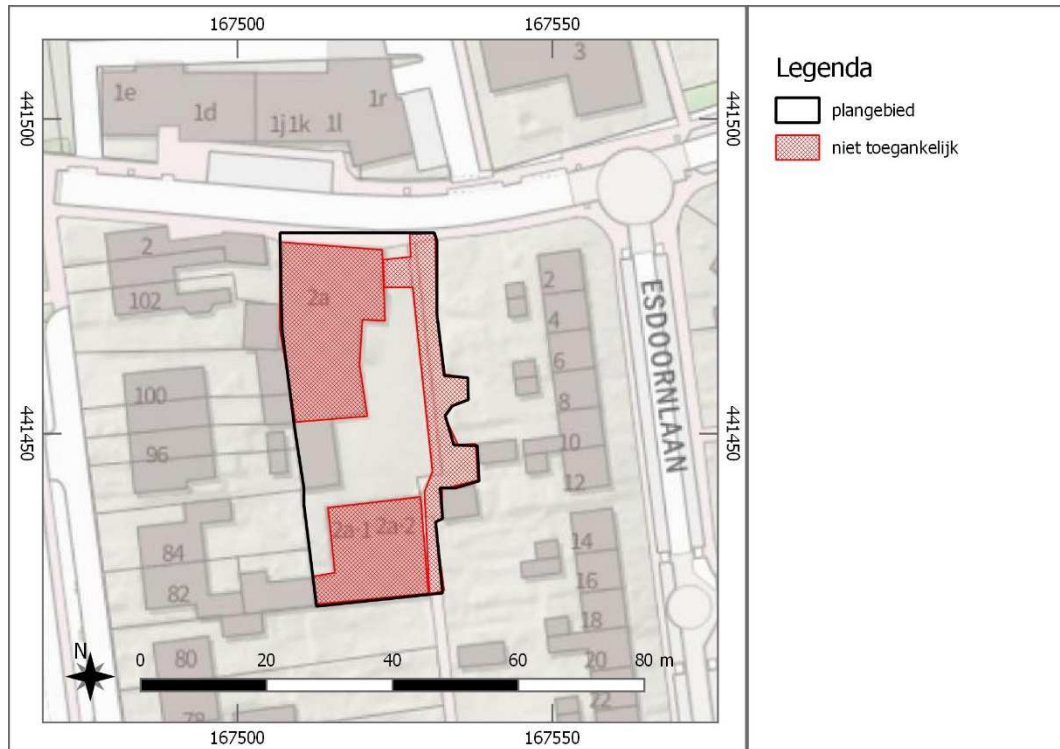 167500 167550
Legenda
plangebied
niet toegankelijk
441500 441500
441450 441450
1e
1d
1j 1k 1l
1r
3
2
102
100
96
84
82
80
78
2a
2a-1 2a-2
2
4
6
8
10
12
14
16
18
20
22
ESDOORNLAAN
N
0 20 40 60 80 m
167500 167550